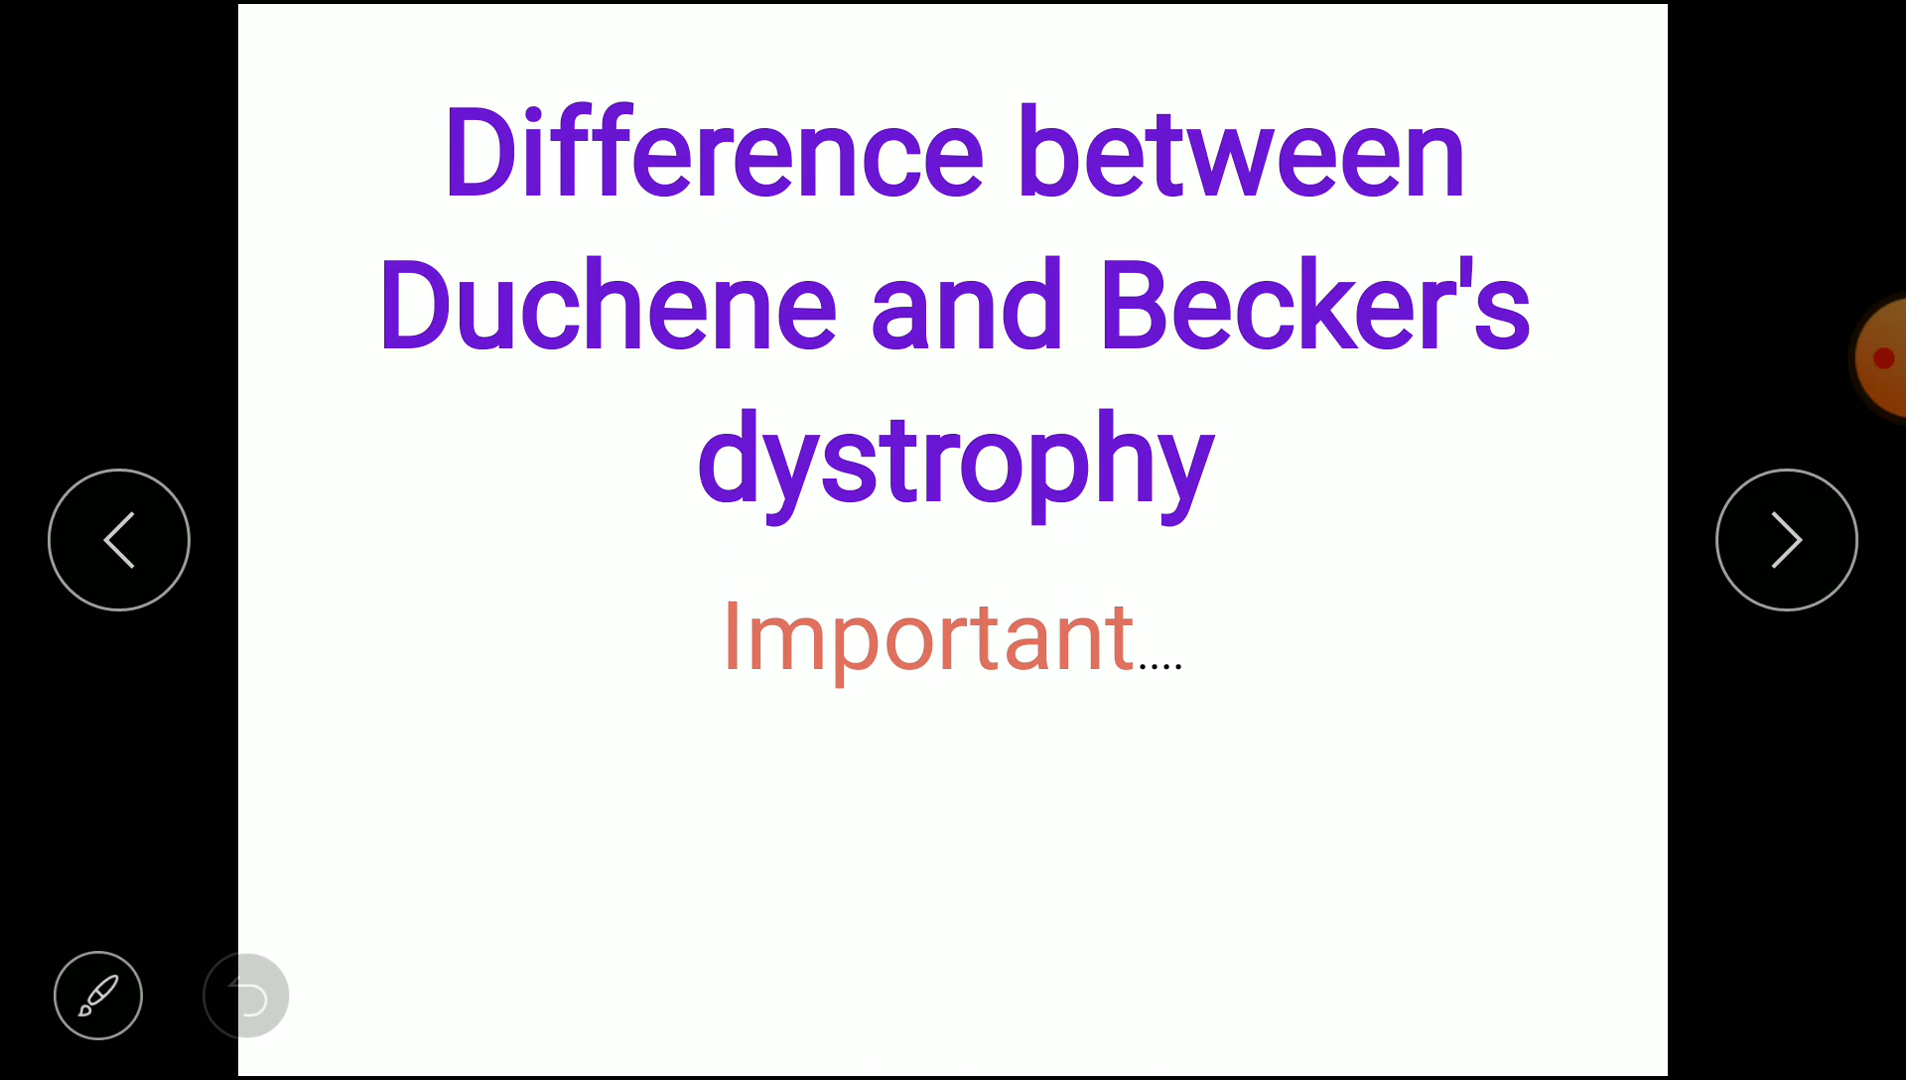 Difference between
Duchene and Becker's
dystrophy
Important....